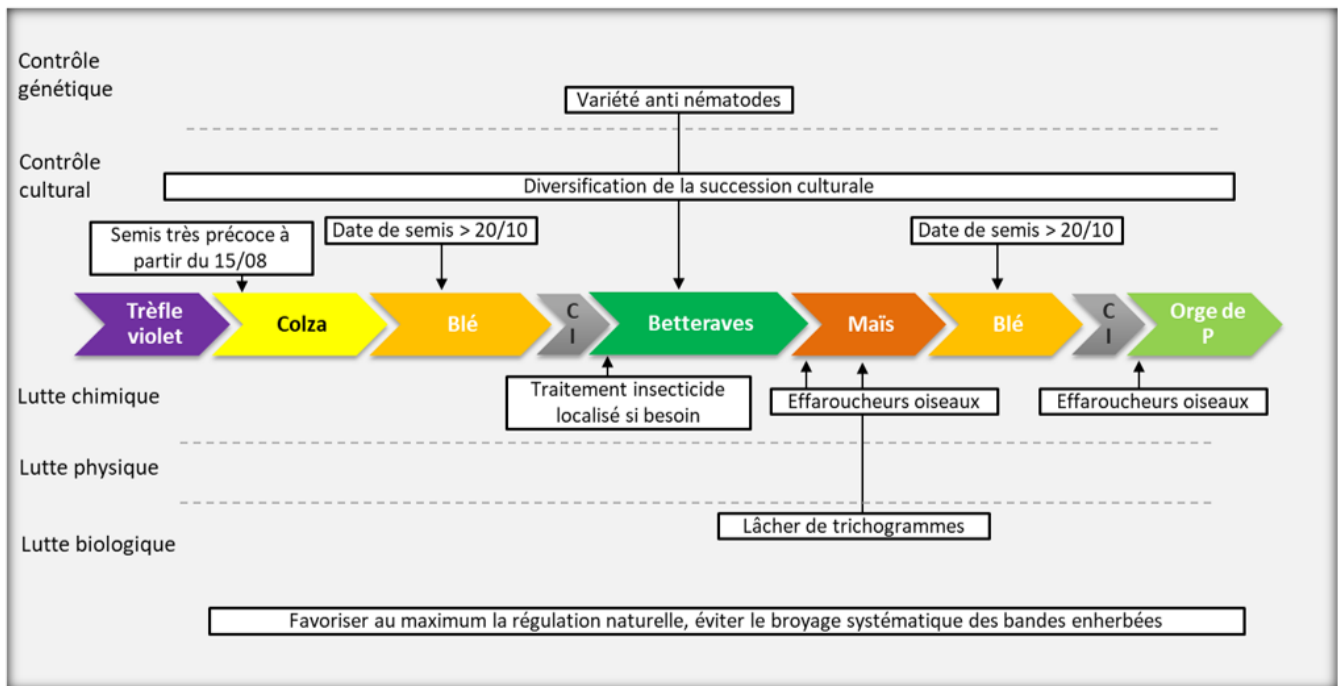 Contrôle
génétique
Variété anti nématodes
Contrôle
cultural
Diversification de la succession culturale
Semis très précoce à
partir du 15/08
Date de semis > 20/10
Date de semis > 20/10
Trèfle
violet
Colza
Blé
C
I
Betteraves
Maïs
Blé
C
I
Orge de
P
Lutte chimique
Traitement insecticide
localisé si besoin
Effaroucheurs oiseaux
Effaroucheurs oiseaux
Lutte physique
Lâcher de trichogrammes
Lutte biologique
Favoriser au maximum la régulation naturelle, éviter le broyage systématique des bandes enherbées